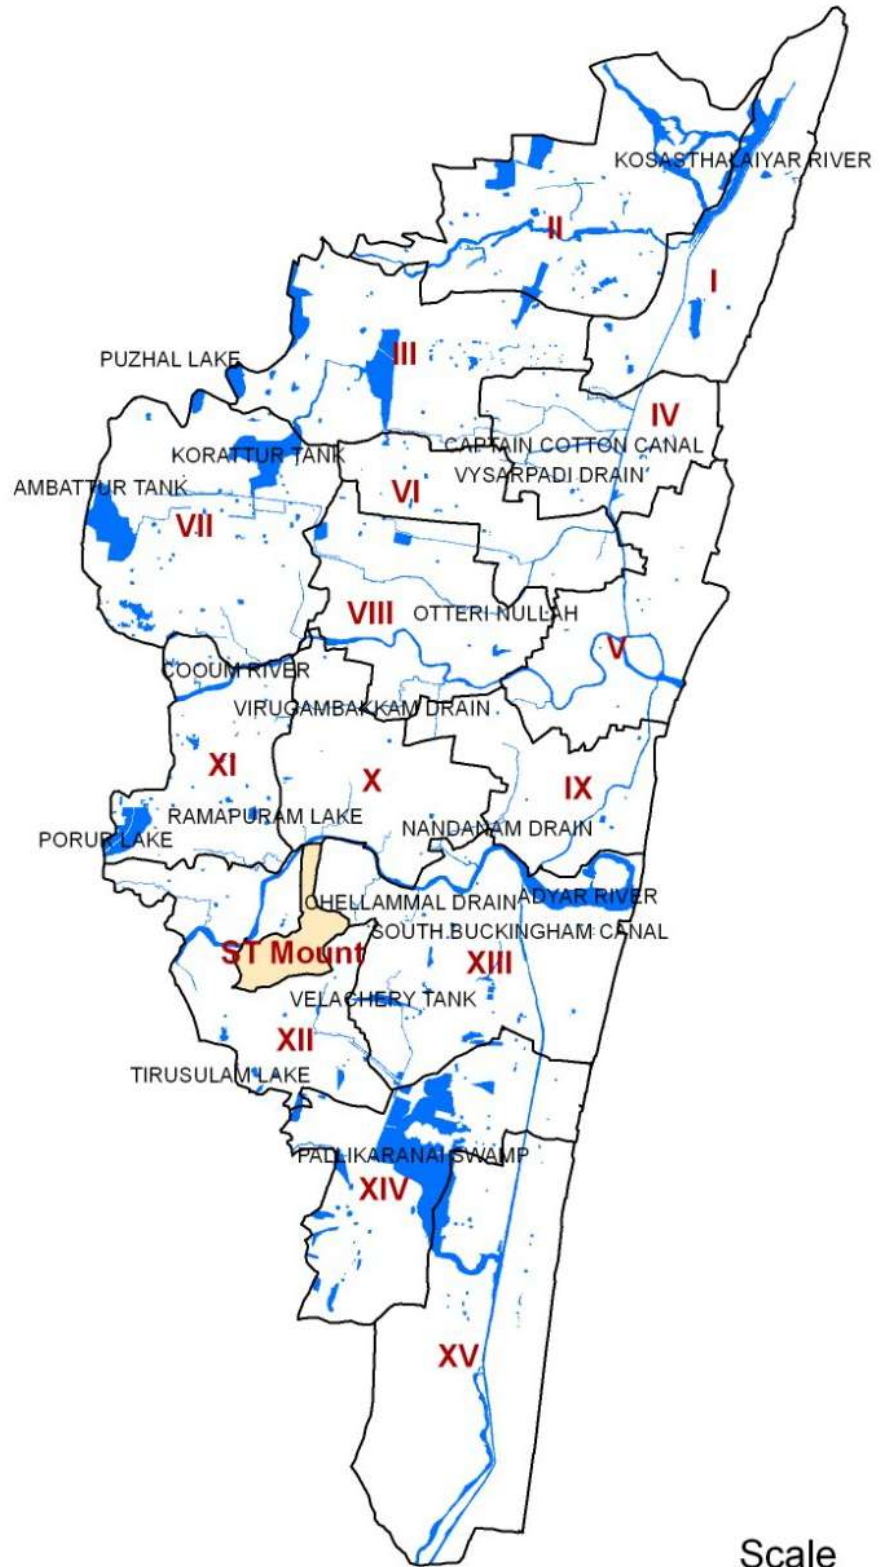 KOSASTHALAIYAR RIVER
II
I
III
PUZHAL LAKE
IV
CAPTAIN COTTON CANAL
KORATTUR TANK
VYSARPADI DRAIN
AMBATTUR TANK
VI
VII
VIII
OTTERI NULLAH
V
COOUM RIVER
VIRUGAMBAKKAM DRAIN
XI
X
IX
RAMAPURAM LAKE
NANDANAM DRAIN
PORUR LAKE
CHELLAMMAL DRAIN
ADYAR RIVER
SOUTH BUCKINGHAM CANAL
ST Mount
XIII
VELACHERY TANK
XII
TIRUSULAM LAKE
PALLIKARANAI SWAMP
XIV
XV
Scale